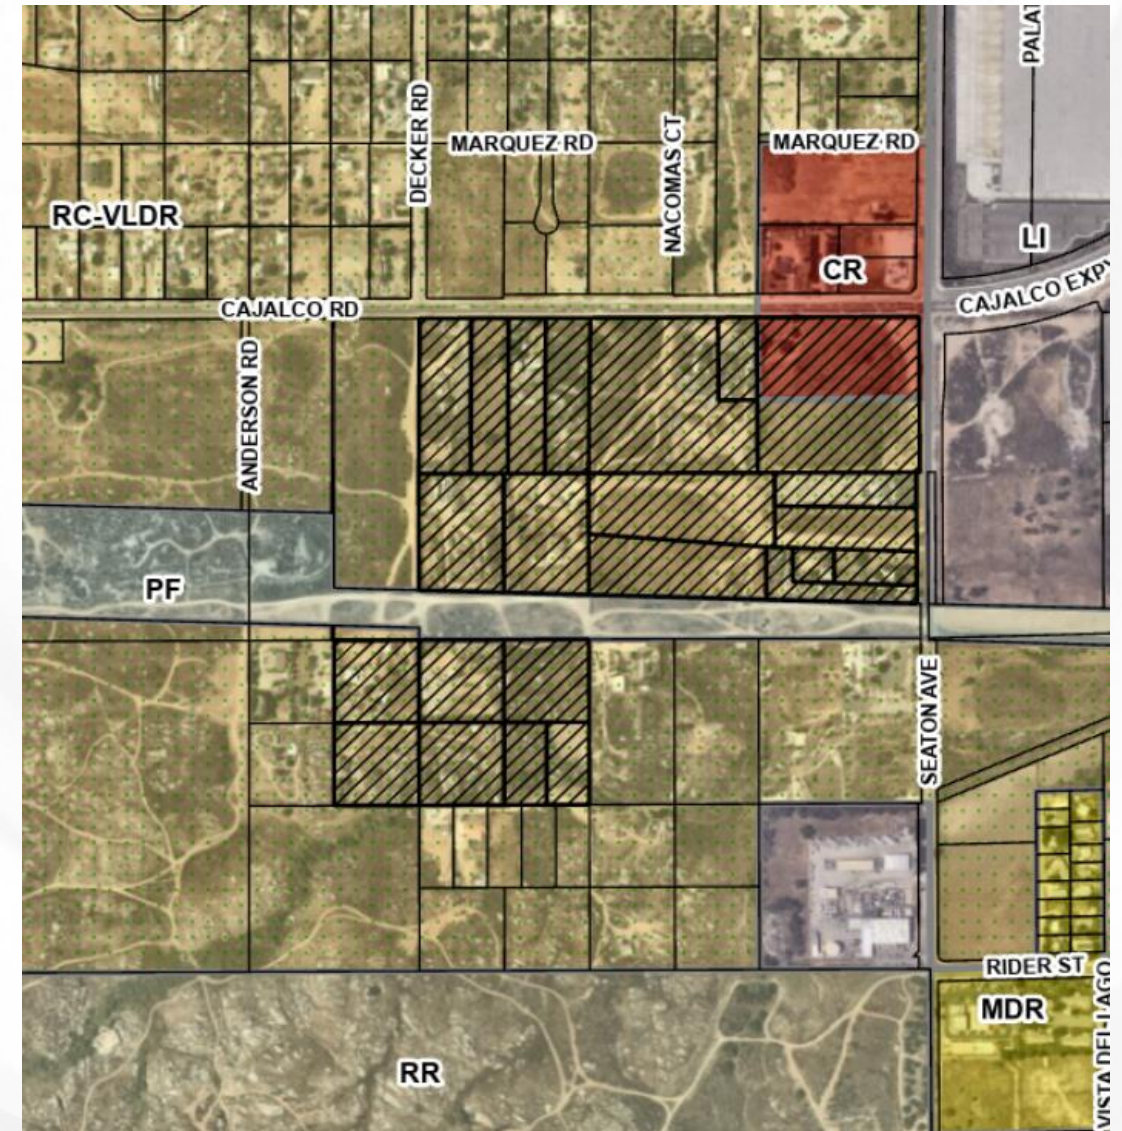 PALA
DECKER RD
MARQUEZ RD
MARQUEZ RD
NACOMAS CT
RC-VLDR
LI
CR
CAJALCO EXPY
CAJALCO RD
ANDERSON RD
PF
SEATON AVE
RIDER ST
MDR
VISTA DEL LAGO
RR